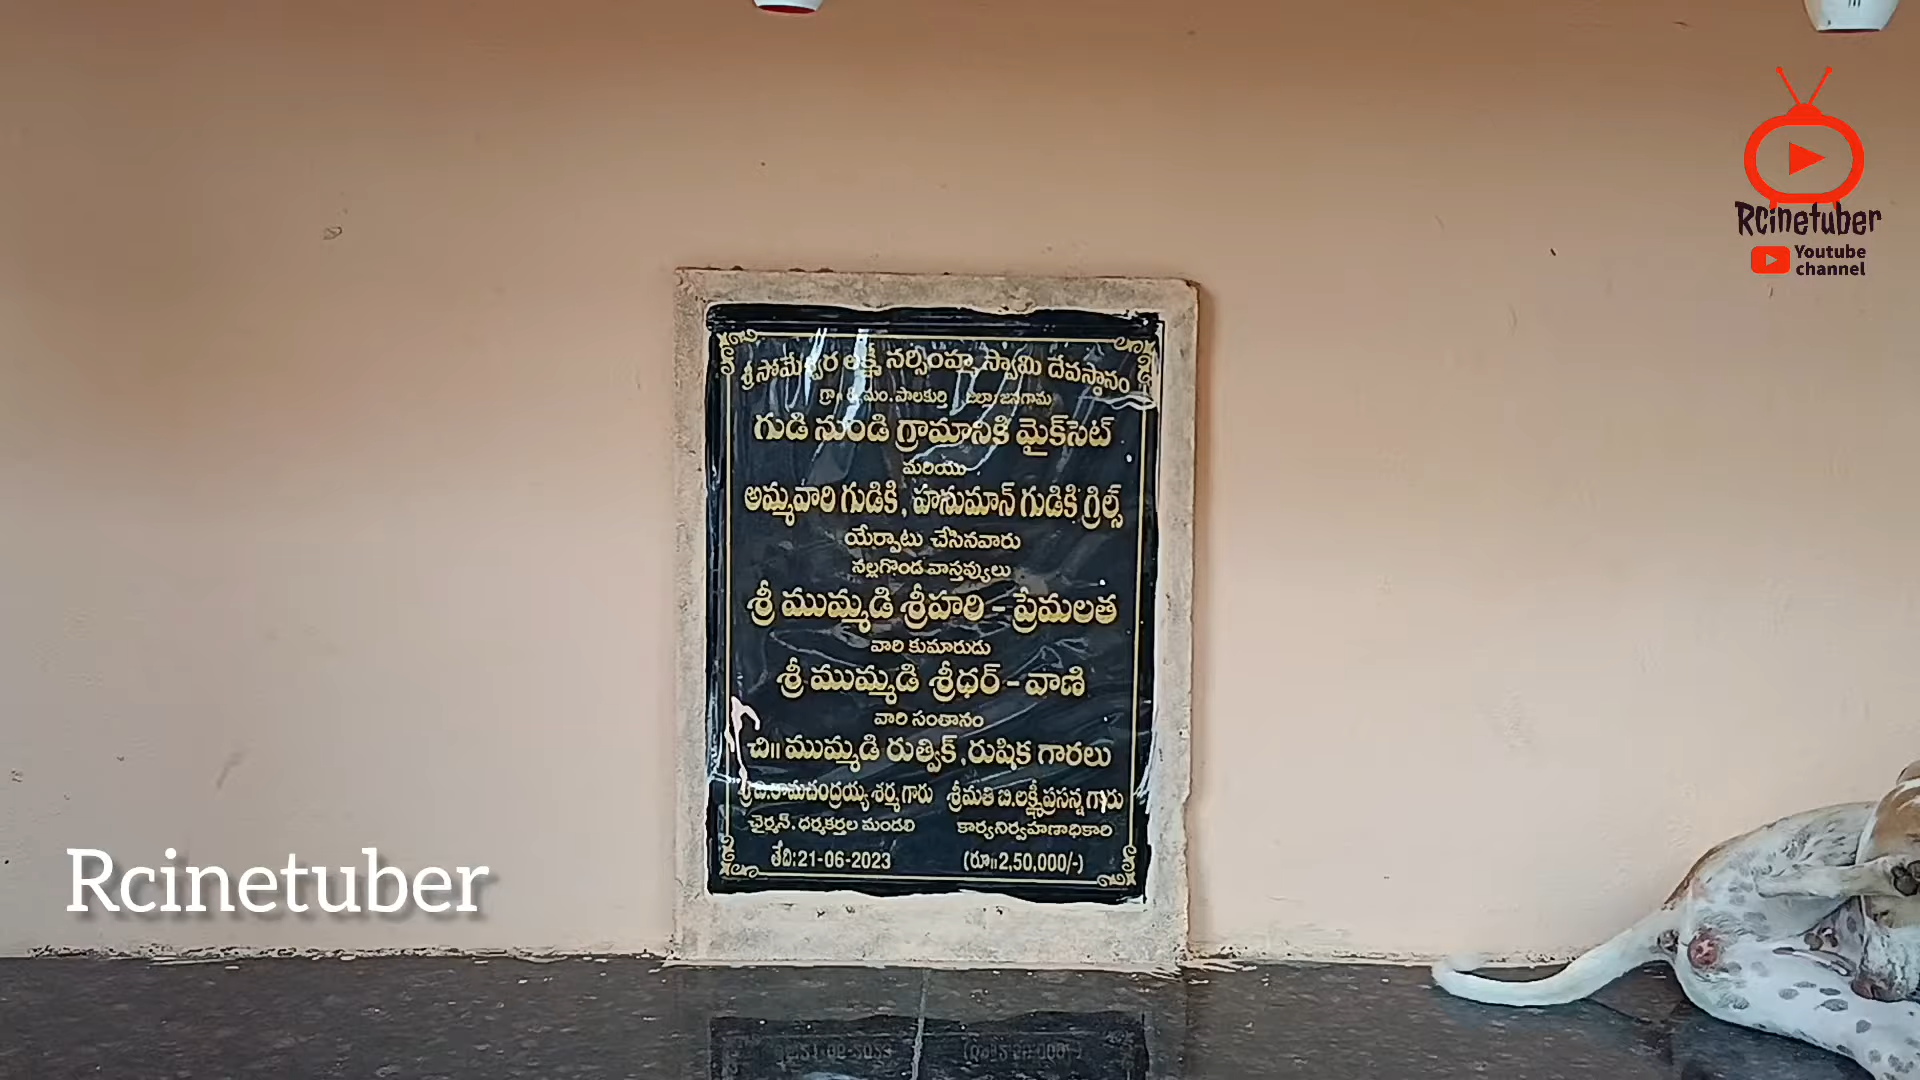 Rcinetuber
Youtube
channel
శ్రీ సోమేశ్వర లక్ష్మీ నర్సింహ్మ స్వామి దేవస్థానం
మం. పాలకుర్తి జిల్లా జనగామ
గుడి నుండి గ్రామానికి మైక్‌సెట్
మరియు
అమ్మవారి గుడికి, హనుమాన్ గుడికి గ్రిల్స్
యేర్పాటు చేసినవారు
నల్లగొండ వాస్తవ్యులు
శ్రీ ముమ్మడి శ్రీహరి - ప్రేమలత
వారి కుమారుడు
శ్రీ ముమ్మడి శ్రీధర్ - వాణి
వారి సంతానం
చి॥ ముమ్మడి రుత్విక్, రుషిక గారలు
రామచంద్రయ్య శర్మ గారు శ్రీమతి బి.లక్ష్మీప్రసన్న గారు
ఛైర్మన్. ధర్మకర్తల మండలి కార్యనిర్వహణాధికారి
తేది:21-06-2023 (రూ॥2,50,000/-)
Rcinetuber